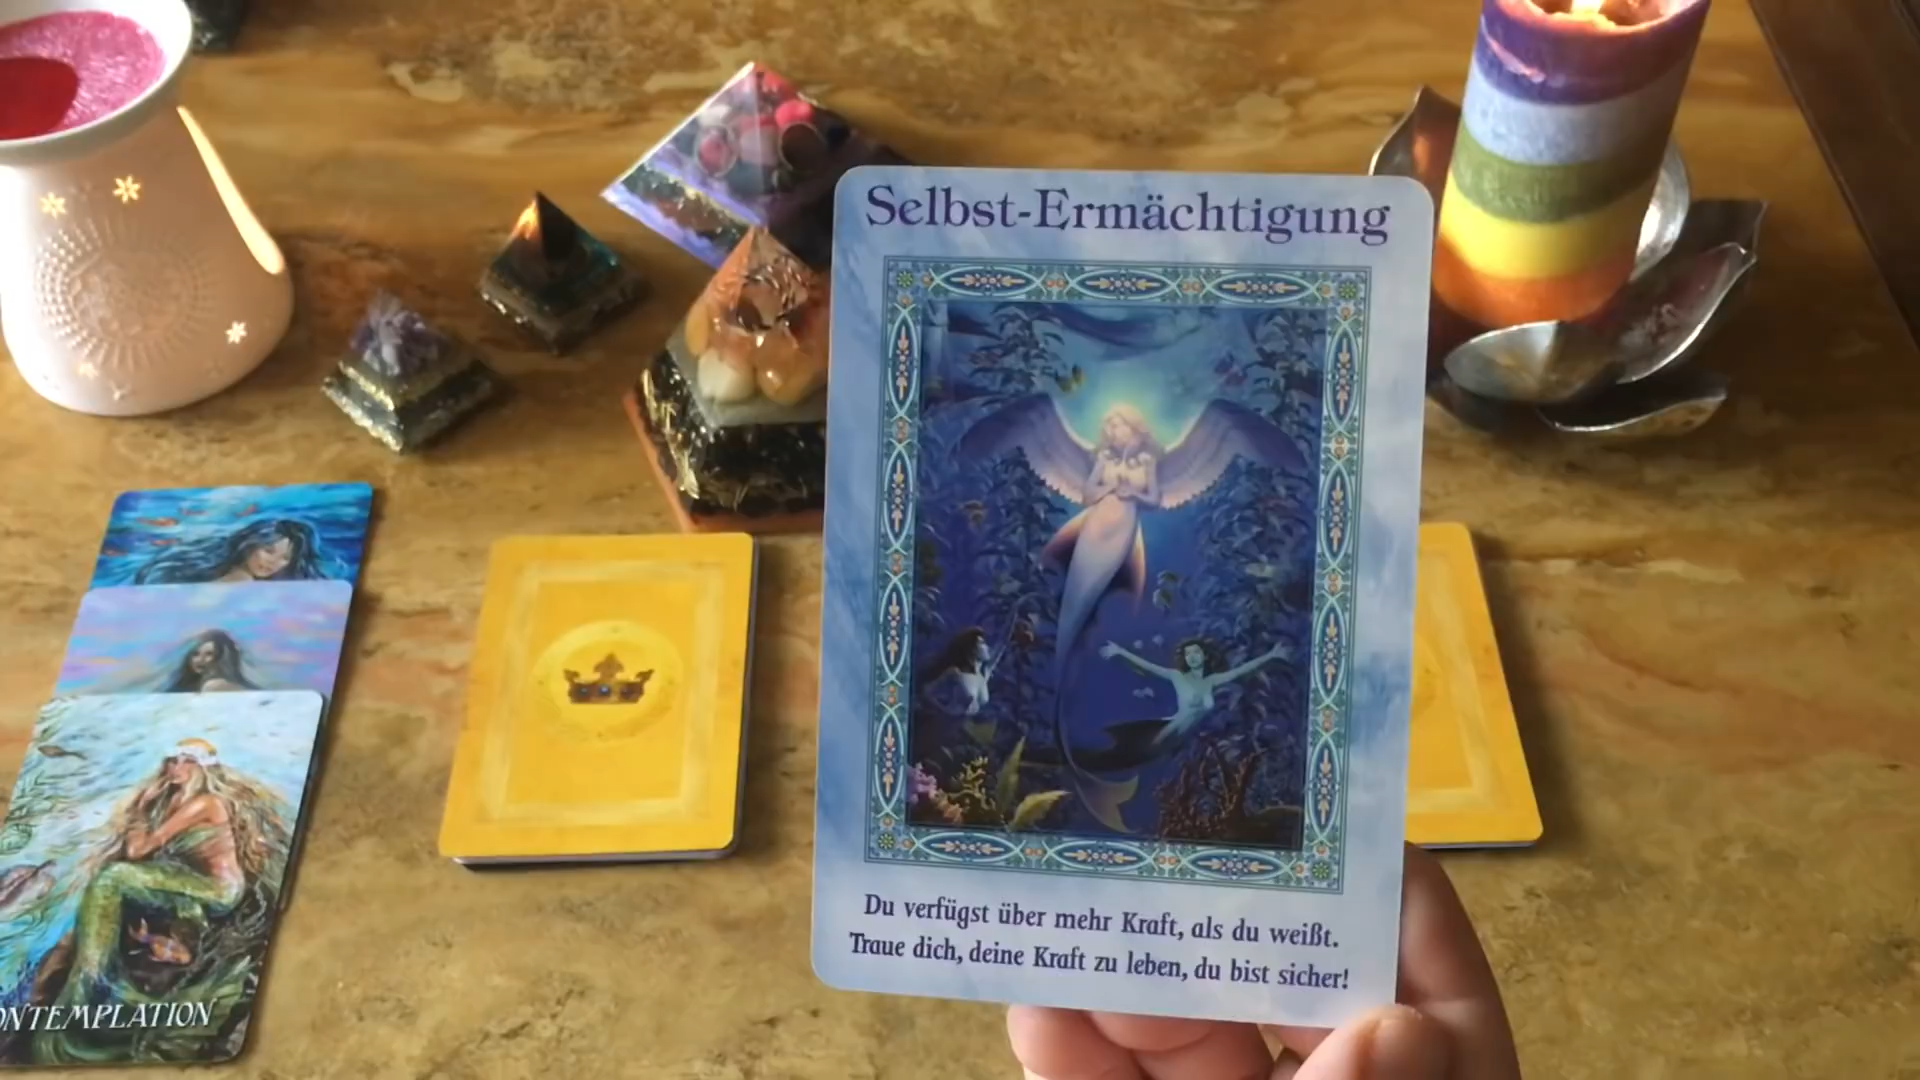 Selbst-Ermächtigung
Du verfügst über mehr Kraft, als du weißt.
Traue dich, deine Kraft zu leben, du bist sicher!
ONTEMPLATION